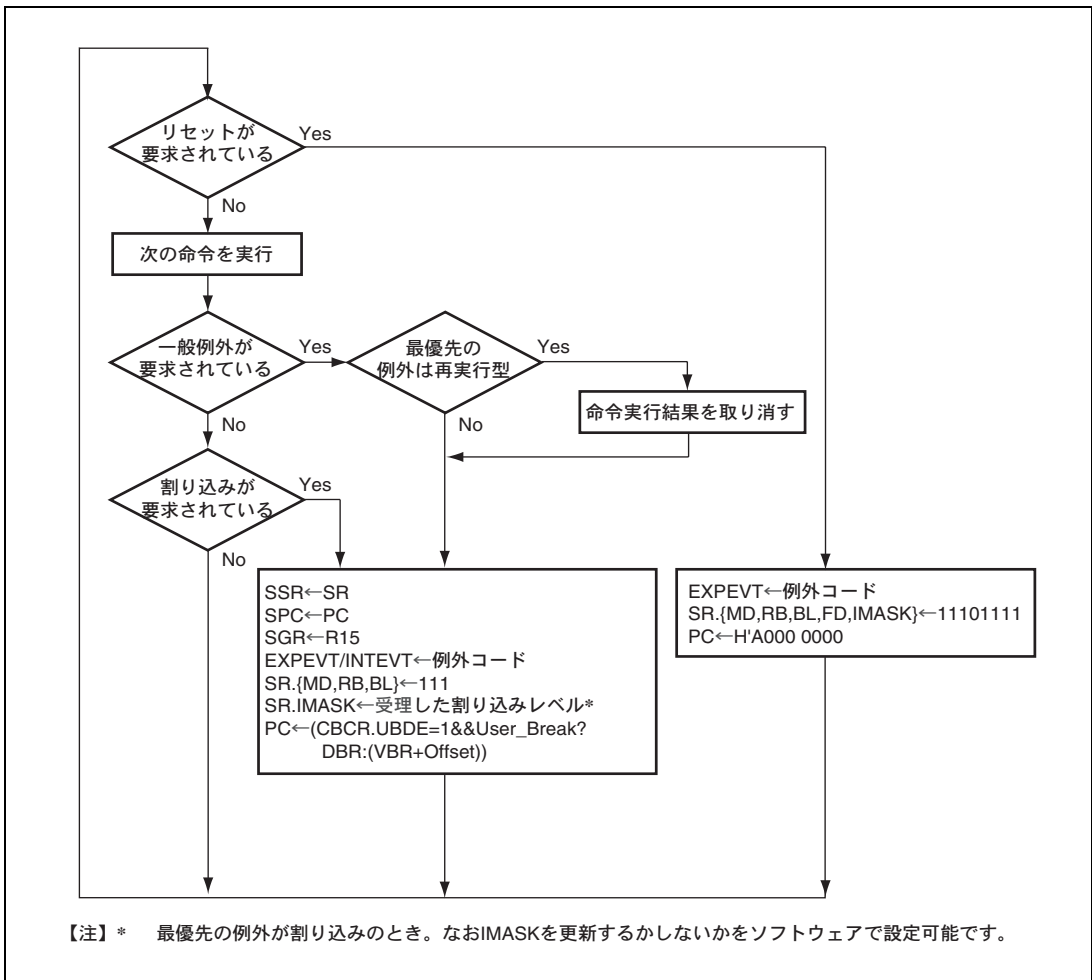 リセットが
要求されている
Yes
No
次の命令を実行
一般例外が
要求されている
Yes
No
最優先の
例外は再実行型
Yes
No
命令実行結果を取り消す
割り込みが
要求されている
Yes
No
SSR←SR
SPC←PC
SGR←R15
EXPEVT/INTEVT←例外コード
SR.{MD,RB,BL}←111
SR.IMASK←受理した割り込みレベル*
PC←(CBCR.UBDE=1&&User_Break?
DBR:(VBR+Offset))
EXPEVT←例外コード
SR.{MD,RB,BL,FD,IMASK}←11101111
PC←H'A000 0000
【注】* 最優先の例外が割り込みのとき。なおIMASKを更新するかしないかをソフトウェアで設定可能です。